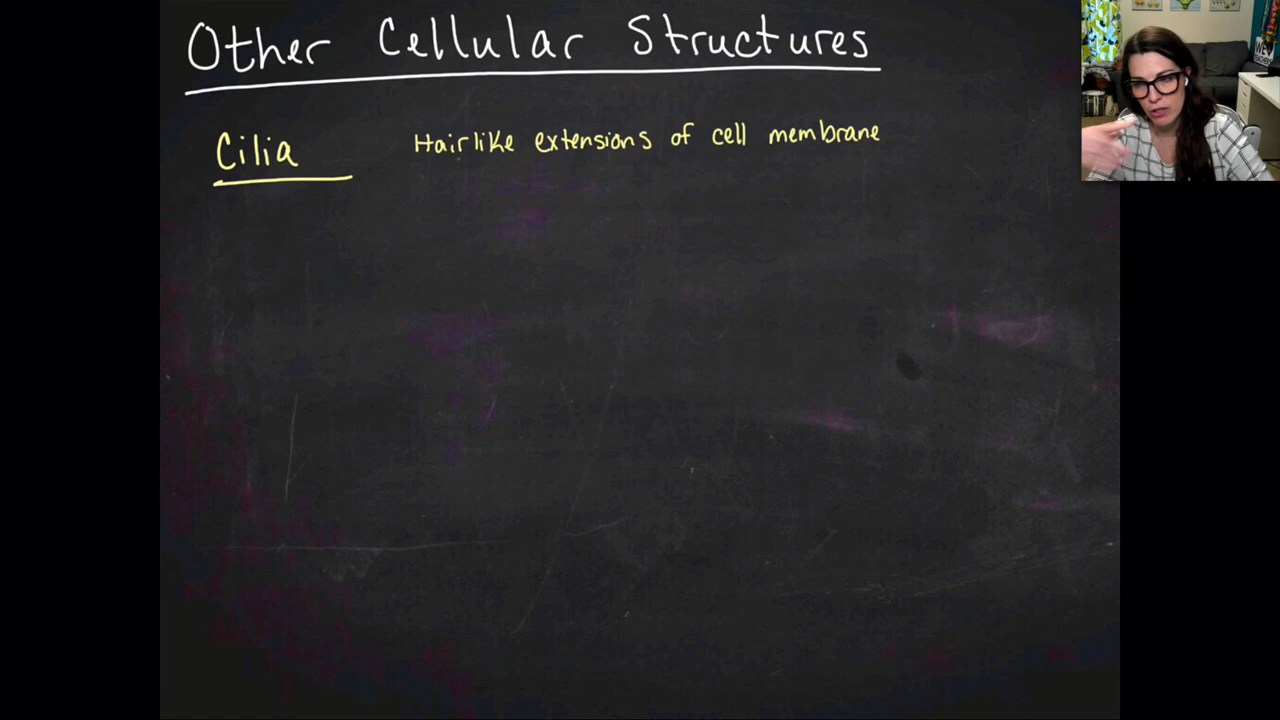 Other Cellular Structures
Cilia Hairlike extensions of cell membrane